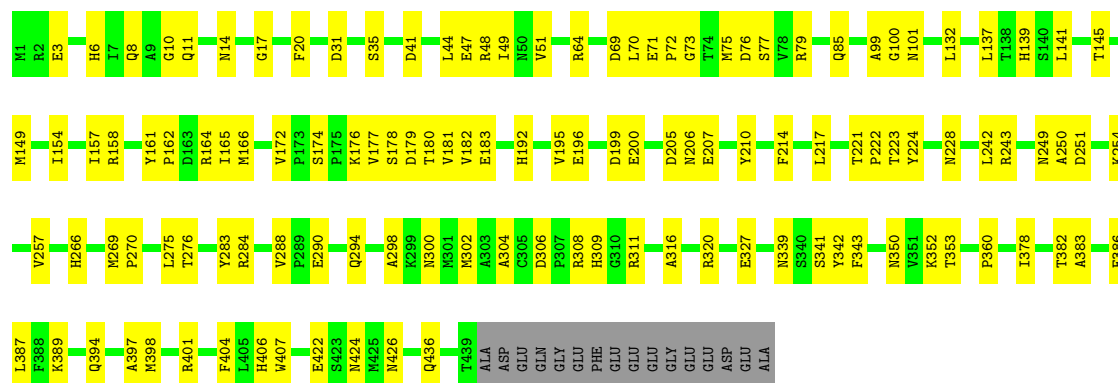 M1 R2 E3 H6 I7 Q8 A9 G10 Q11 N14 G17 F20 D31 S35 D41 L44 E47 R48 I49 N50 V51 R64 D69 L70 E71 P72 G73 T74 M75 D76 S77 V78 R79 Q85 A99 G100 N101 L132 L137 T138 H139 S140 L141 T145
M149 I154 I157 R158 Y161 P162 D163 R164 I165 M166 V172 P173 S174 P175 K176 V177 S178 D179 T180 V181 V182 E183 H192 V195 E196 D199 E200 D205 N206 E207 Y210 F214 L217 T221 P222 T223 Y224 N228 L242 R243 N249 A250 D251 K254
V257 H266 M269 P270 L275 T276 Y283 R284 V288 P289 E290 Q294 A298 K299 N300 M301 M302 A303 A304 C305 D306 P307 R308 H309 G310 R311 A316 R320 E327 N339 S340 S341 Y342 F343 N350 V351 K352 T353 P360 I378 T382 A383 F386
L387 F388 K389 Q394 A397 M398 R401 F404 L405 H406 W407 E422 S423 N424 M425 N426 Q436 T439 ALA ASP GLU GLN GLY GLU PHE GLU GLU GLU GLY GLU GLU ASP GLU ALA